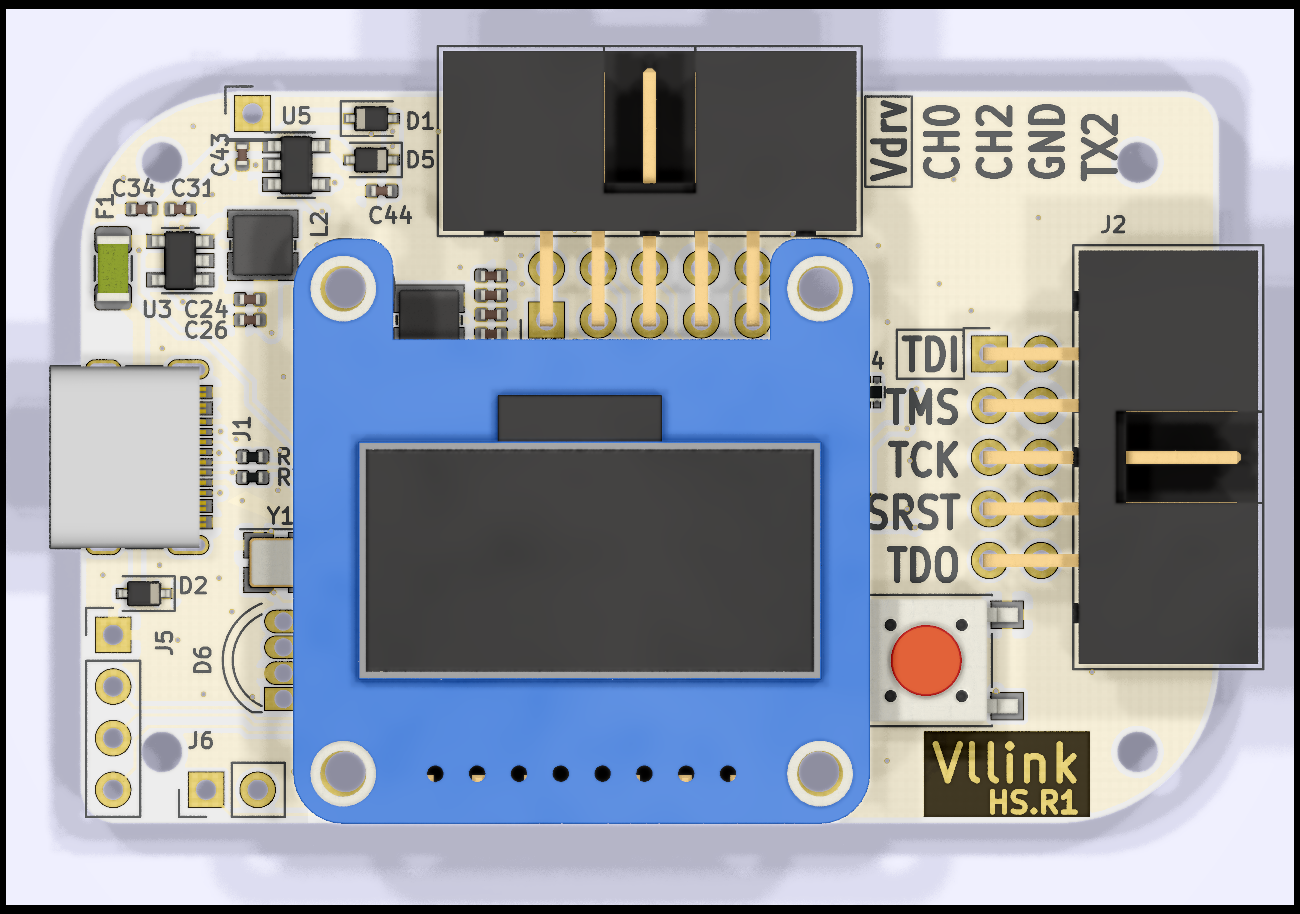 U5
D1
D5
C43
C44
C34
C31
F1
L2
U3
C24
C26
Vdrv
CH0
CH2
GND
TX2
J2
TDI
4
TMS
TCK
SRST
TDO
J1
R
R
Y1
D2
J5
D6
J6
Vllink
HS.R1